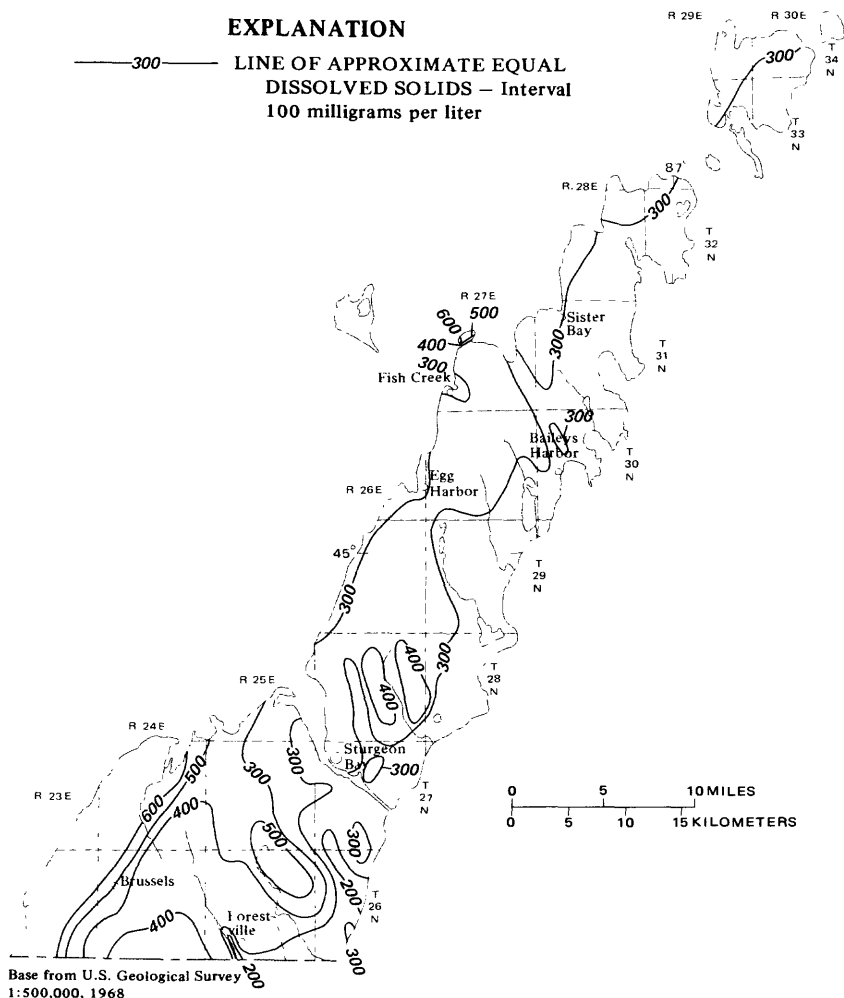 EXPLANATION
300 LINE OF APPROXIMATE EQUAL
DISSOLVED SOLIDS — Interval
100 milligrams per liter
R 29E
R 30E
T
34
N
300
T
33
N
87
R. 28E
300
T
32
N
R 27E
600
500
400
300
Fish Creek
Sister
Bay
300
T
31
N
300
Baileys
Harbor
T
30
N
Egg
Harbor
R 26E
45°
T
29
N
300
300
400
400
T
28
N
R 25E
R 24E
Sturgeon
Bay
300
300
300
500
600
400
R 23E
T
27
N
0 5 10 MILES
0 5 10 15 KILOMETERS
500
300
200
Brussels
T
26
N
400
Forest-
ville
200
300
Base from U.S. Geological Survey
1:500,000, 1968